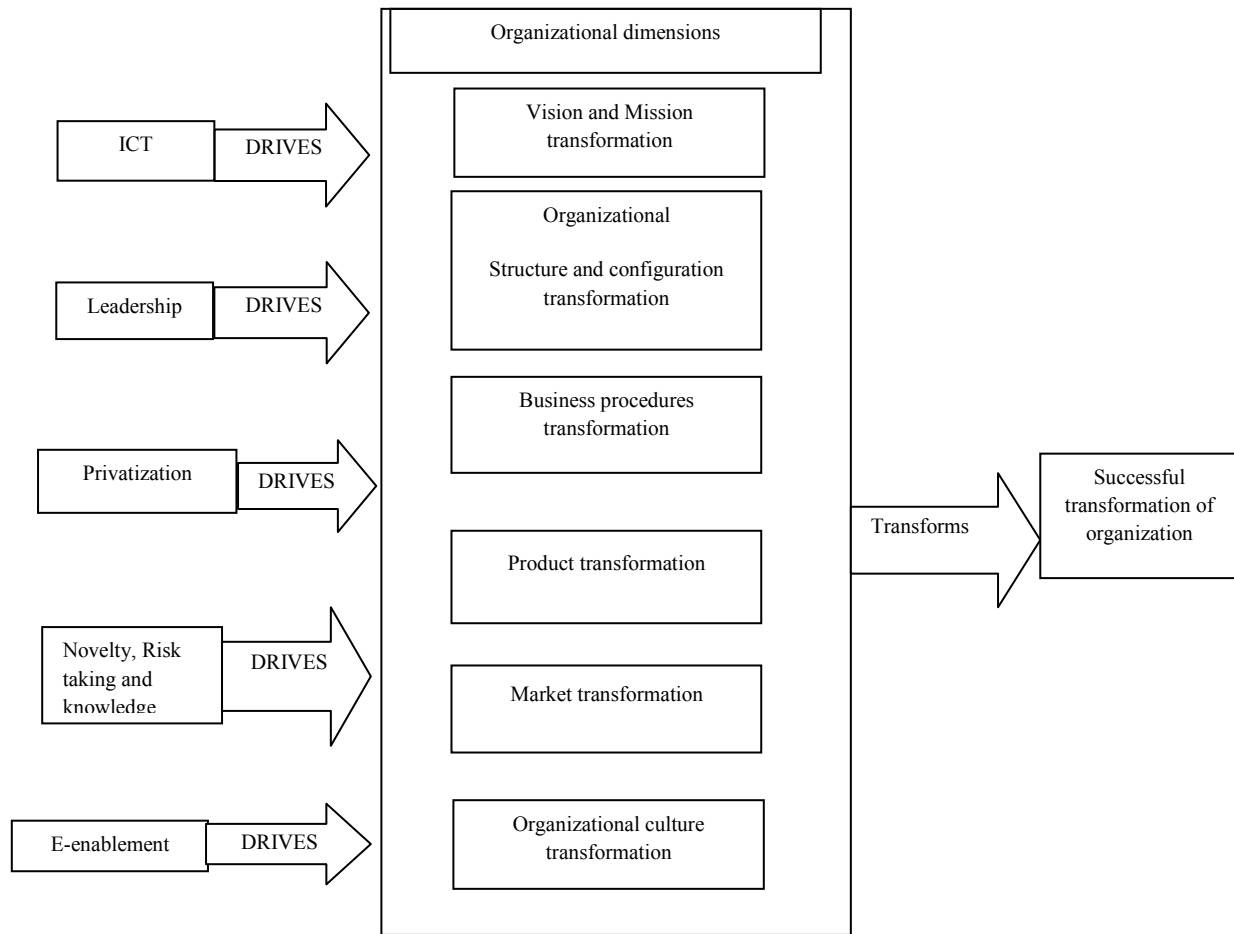 Organizational dimensions
Vision and Mission
transformation
ICT
DRIVES
Organizational
Structure and configuration
transformation
Leadership
DRIVES
Business procedures
transformation
Privatization
DRIVES
Successful
transformation of
organization
Transforms
Product transformation
Novelty, Risk
taking and
knowledge
DRIVES
Market transformation
Organizational culture
transformation
E-enablement
DRIVES